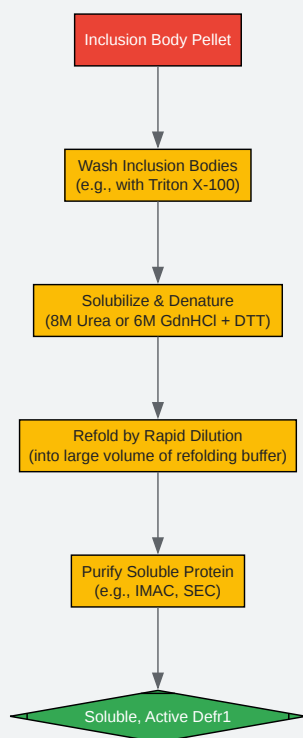 Inclusion Body Pellet
Wash Inclusion Bodies
(e.g., with Triton X-100)
Solubilize & Denature
(8M Urea or 6M GdnHCl + DTT)
Refold by Rapid Dilution
(into large volume of refolding buffer)
Purify Soluble Protein
(e.g., IMAC, SEC)
Soluble, Active Defr1